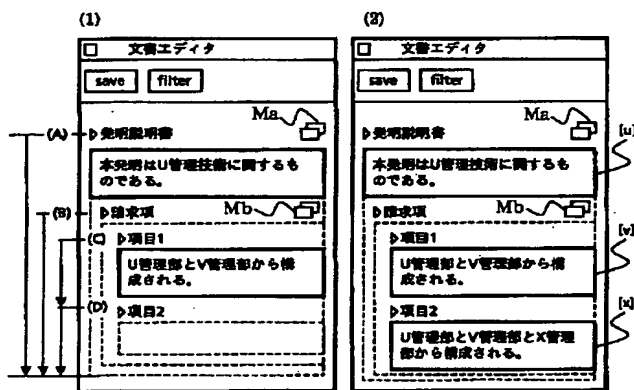 (1)
文書エディタ
save filter
Ma
(A) ▷発明説明書
本発明はU管理技術に関するも
のである。
(B) ▷請求項
Mb
(C) ▷項目1
U管理部とV管理部から構
成される。
(D) ▷項目2
(2)
文書エディタ
save filter
Ma
▷発明説明書
[u]
本発明はU管理技術に関するも
のである。
▷請求項
Mb
▷項目1
[v]
U管理部とV管理部から構
成される。
▷項目2
[x]
U管理部とV管理部とX管理
部から構成される。